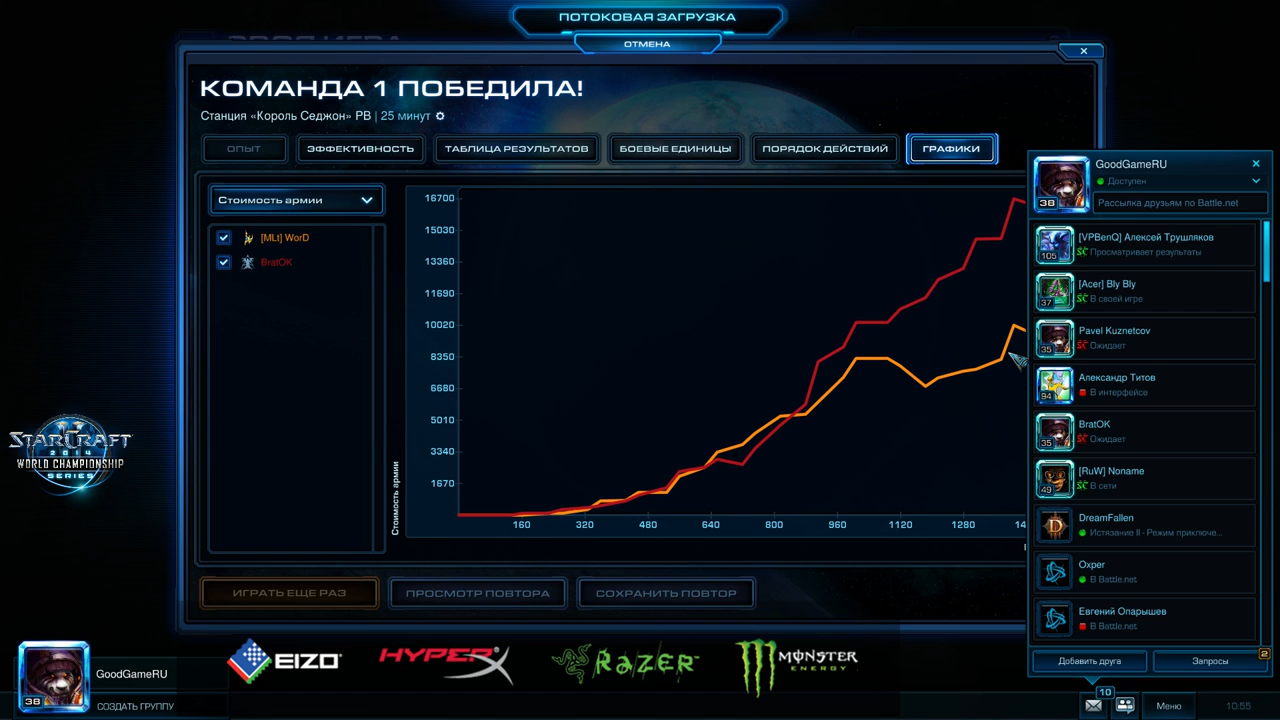 ПОТОКОВАЯ ЗАГРУЗКА
ОТМЕНА
КОМАНДА 1 ПОБЕДИЛА!
Станция «Король Седжон» РВ | 25 минут
ОПЫТ
ЭФФЕКТИВНОСТЬ
ТАБЛИЦА РЕЗУЛЬТАТОВ
БОЕВЫЕ ЕДИНИЦЫ
ПОРЯДОК ДЕЙСТВИЙ
ГРАФИКИ
Стоимость армии
[MLt] WorD
BratOK
16700
15030
13360
11690
10020
8350
6680
5010
3340
1670
Стоимость армии
160
320
480
640
800
960
1120
1280
14
ИГРАТЬ ЕЩЕ РАЗ
ПРОСМОТР ПОВТОРА
СОХРАНИТЬ ПОВТОР
GoodGameRU
Доступен
38
Рассылка друзьям по Battle.net
[VPBenQ] Алексей Трушляков
105
Просматривает результаты
[Acer] Bly Bly
37
В своей игре
Pavel Kuznetcov
35
Ожидает
Александр Титов
94
В интерфейсе
BratOK
35
Ожидает
[RuW] Noname
49
В сети
DreamFallen
Истязание II - Режим приключе...
Oxper
В Battle.net
Евгений Опарышев
В Battle.net
Добавить друга
Запросы
2
STARCRAFT
2014
WORLD CHAMPIONSHIP
SERIES
GoodGameRU
38
СОЗДАТЬ ГРУППУ
EIZO
HYPERX
RAZER
MONSTER
ENERGY
10
Меню
10:55